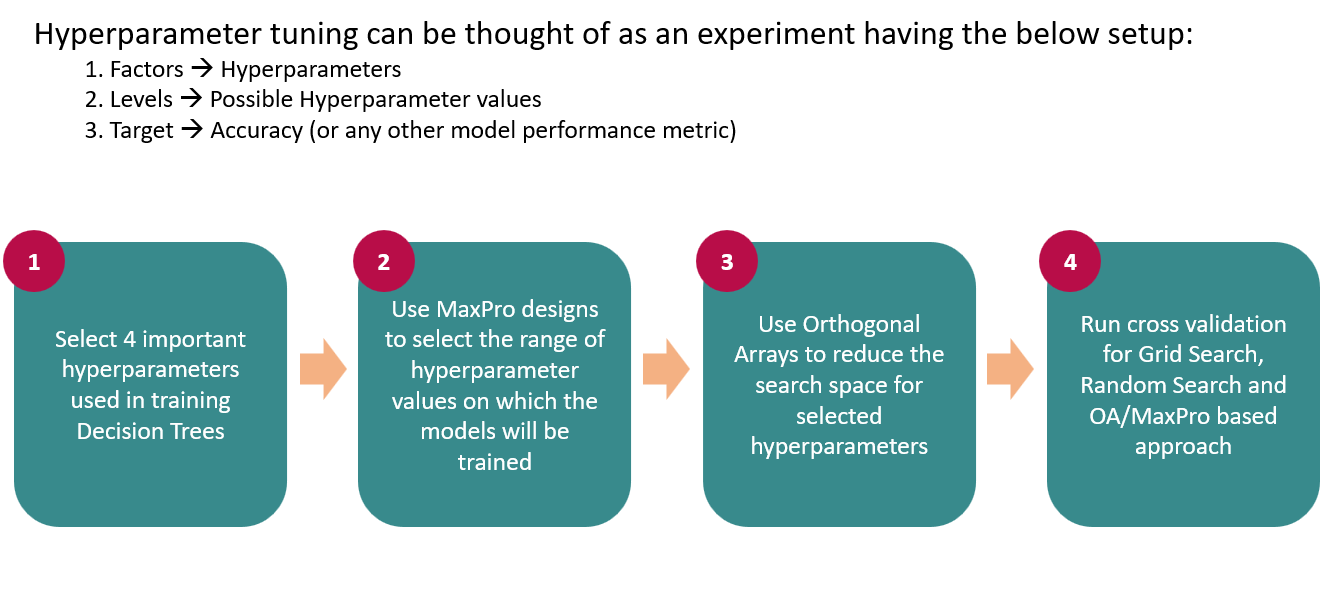 Hyperparameter tuning can be thought of as an experiment having the below setup:
1. Factors → Hyperparameters
2. Levels → Possible Hyperparameter values
3. Target → Accuracy (or any other model performance metric)
1
Select 4 important
hyperparameters
used in training
Decision Trees
2
Use MaxPro designs
to select the range of
hyperparameter
values on which the
models will be
trained
3
Use Orthogonal
Arrays to reduce the
search space for
selected
hyperparameters
4
Run cross validation
for Grid Search,
Random Search and
OA/MaxPro based
approach